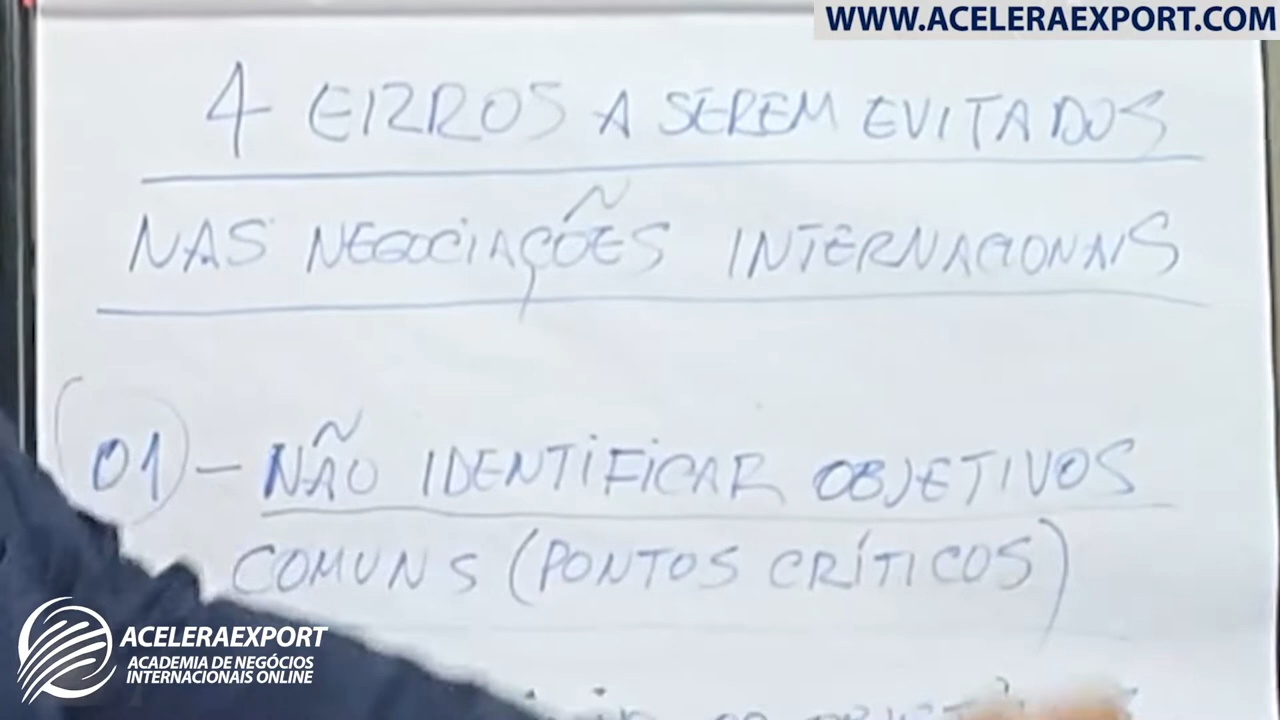 WWW.ACELERAEXPORT.COM
4 ERROS A SEREM EVITADOS
NAS NEGOCIAÇÕES INTERNACIONAIS
01 - NÃO IDENTIFICAR OBJETIVOS
COMUNS (PONTOS CRÍTICOS)
ACELERAEXPORT
ACADEMIA DE NEGÓCIOS
INTERNACIONAIS ONLINE